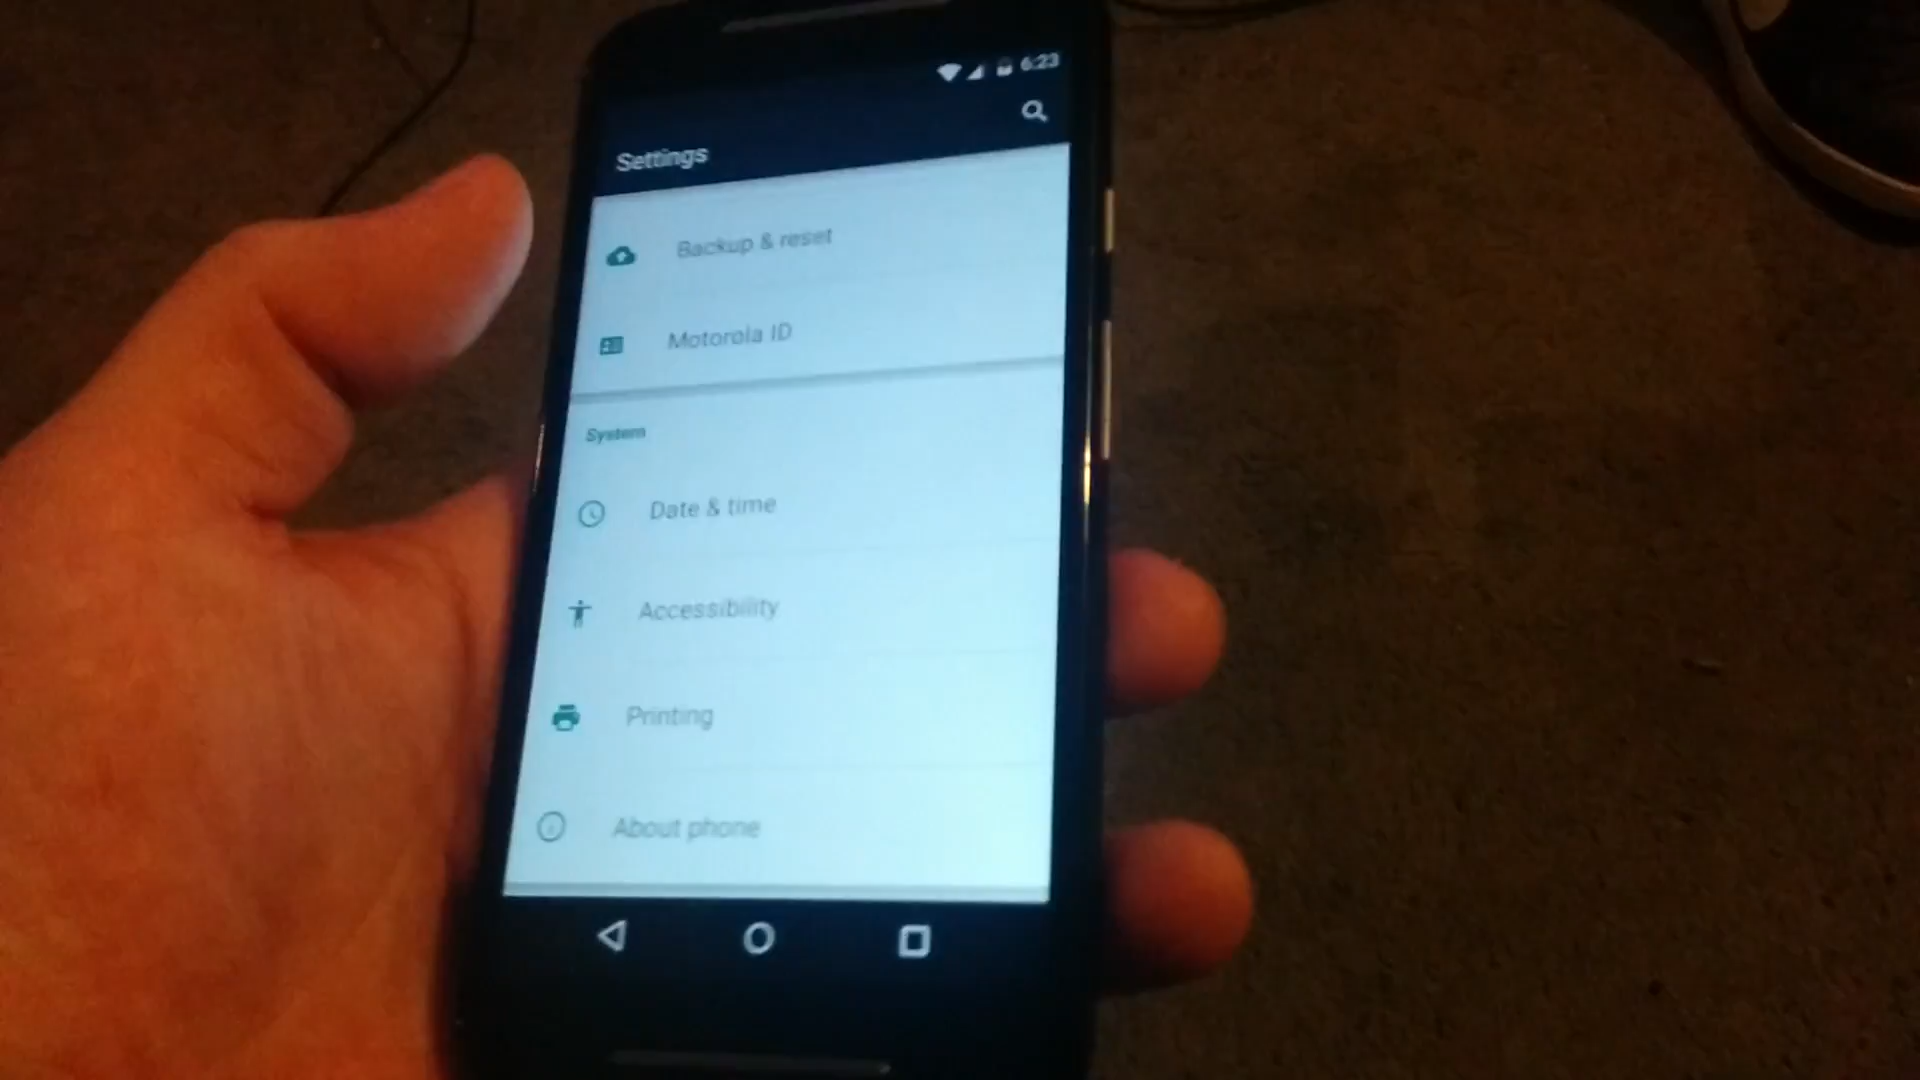 6:23
Settings
Backup & reset
Motorola ID
System
Date & time
Accessibility
Printing
About phone